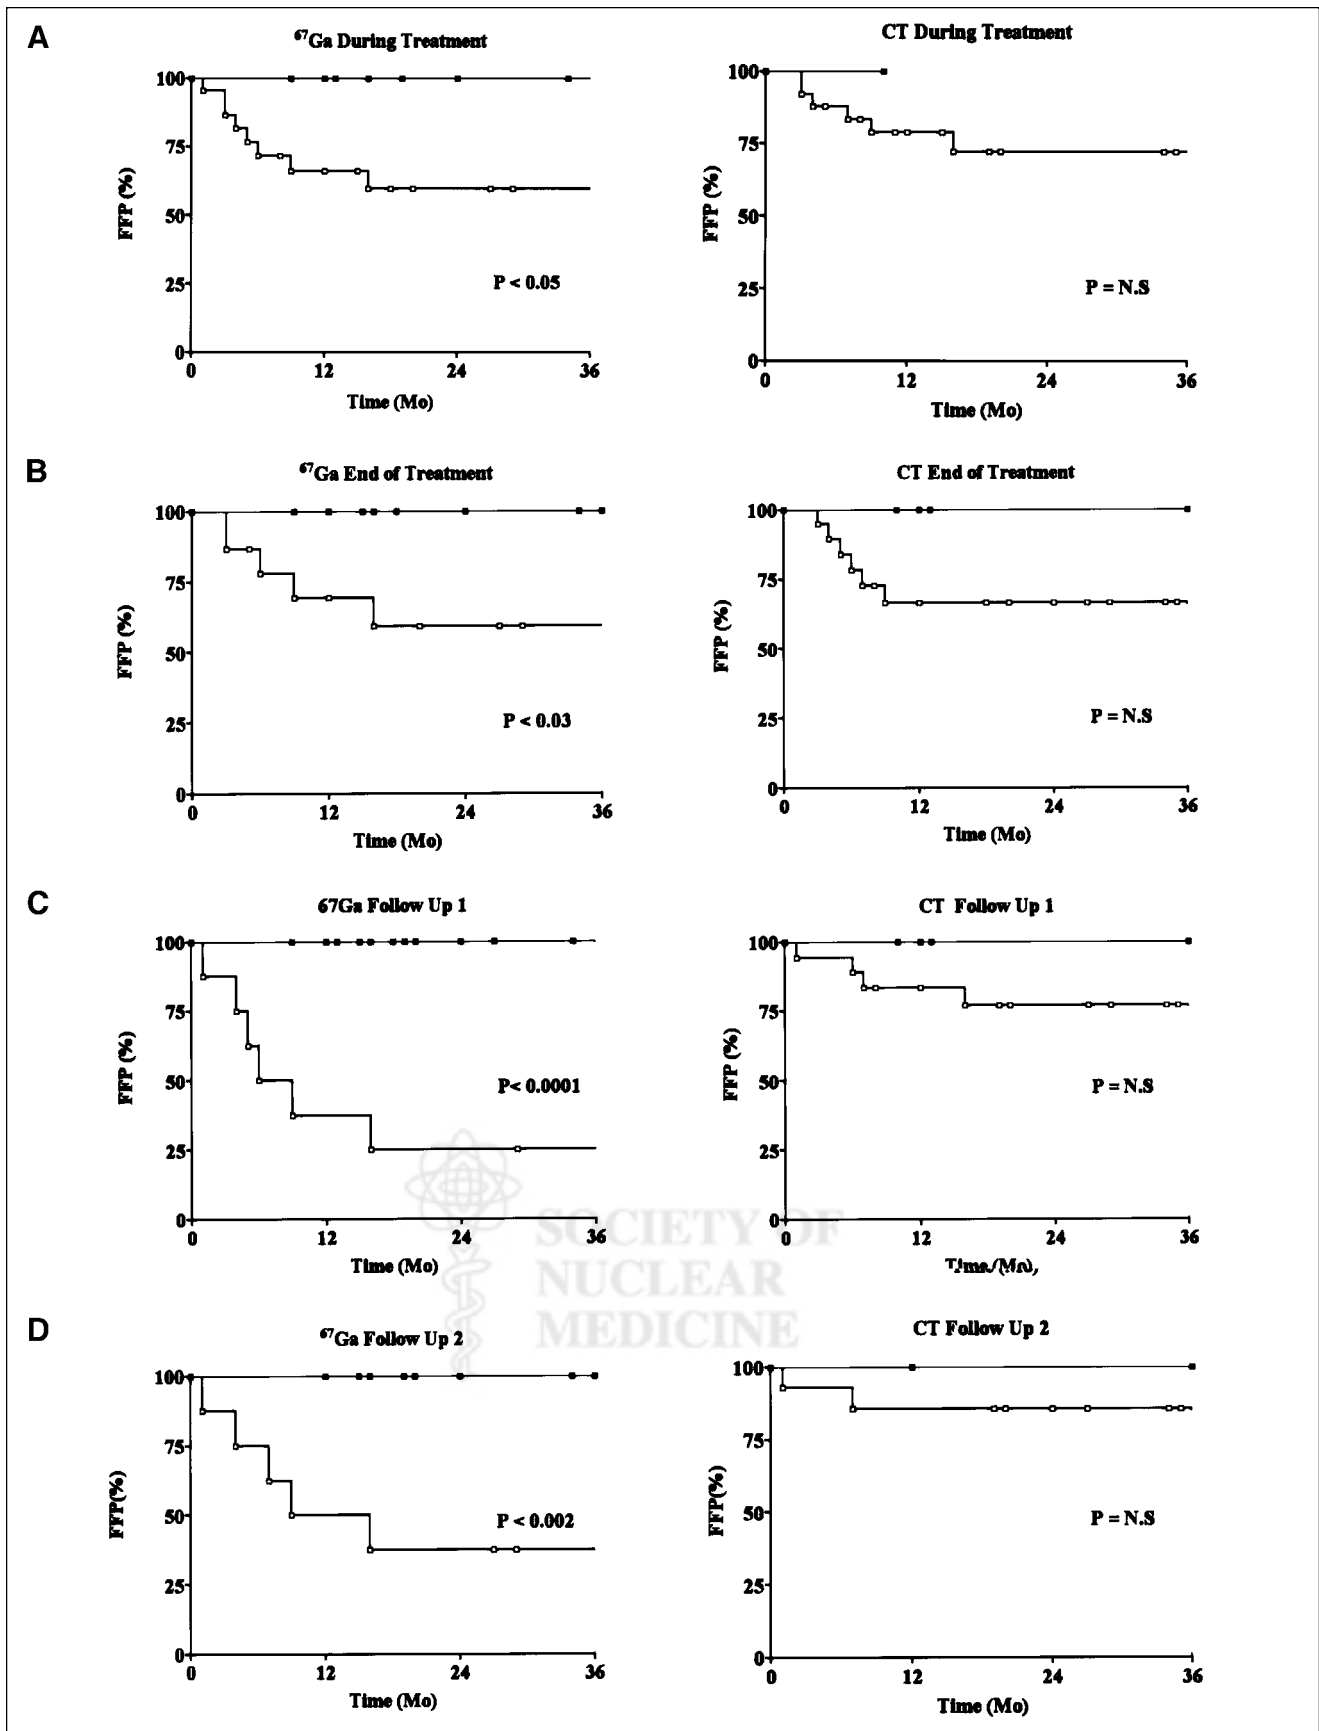 A
⁶⁷Ga During Treatment
CT During Treatment
100
75
50
25
0
FFP (%)
P < 0.05
0 12 24 36
Time (Mo)
100
75
50
25
0
FFP (%)
P = N.S
0 12 24 36
Time (Mo)
B
⁶⁷Ga End of Treatment
CT End of Treatment
100
75
50
25
0
FFP (%)
P < 0.03
0 12 24 36
Time (Mo)
100
75
50
25
0
FFP (%)
P = N.S
0 12 24 36
Time (Mo)
C
67Ga Follow Up 1
CT Follow Up 1
100
75
50
25
0
FFP (%)
P< 0.0001
0 12 24 36
Time (Mo)
100
75
50
25
0
FFP (%)
P = N.S
0 12 24 36
Time (Mo)
SOCIETY OF
NUCLEAR
MEDICINE
D
⁶⁷Ga Follow Up 2
CT Follow Up 2
100
75
50
25
0
FFP(%)
P < 0.002
0 12 24 36
Time (Mo)
100
75
50
25
0
FFP(%)
P = N.S
0 12 24 36
Time (Mo)